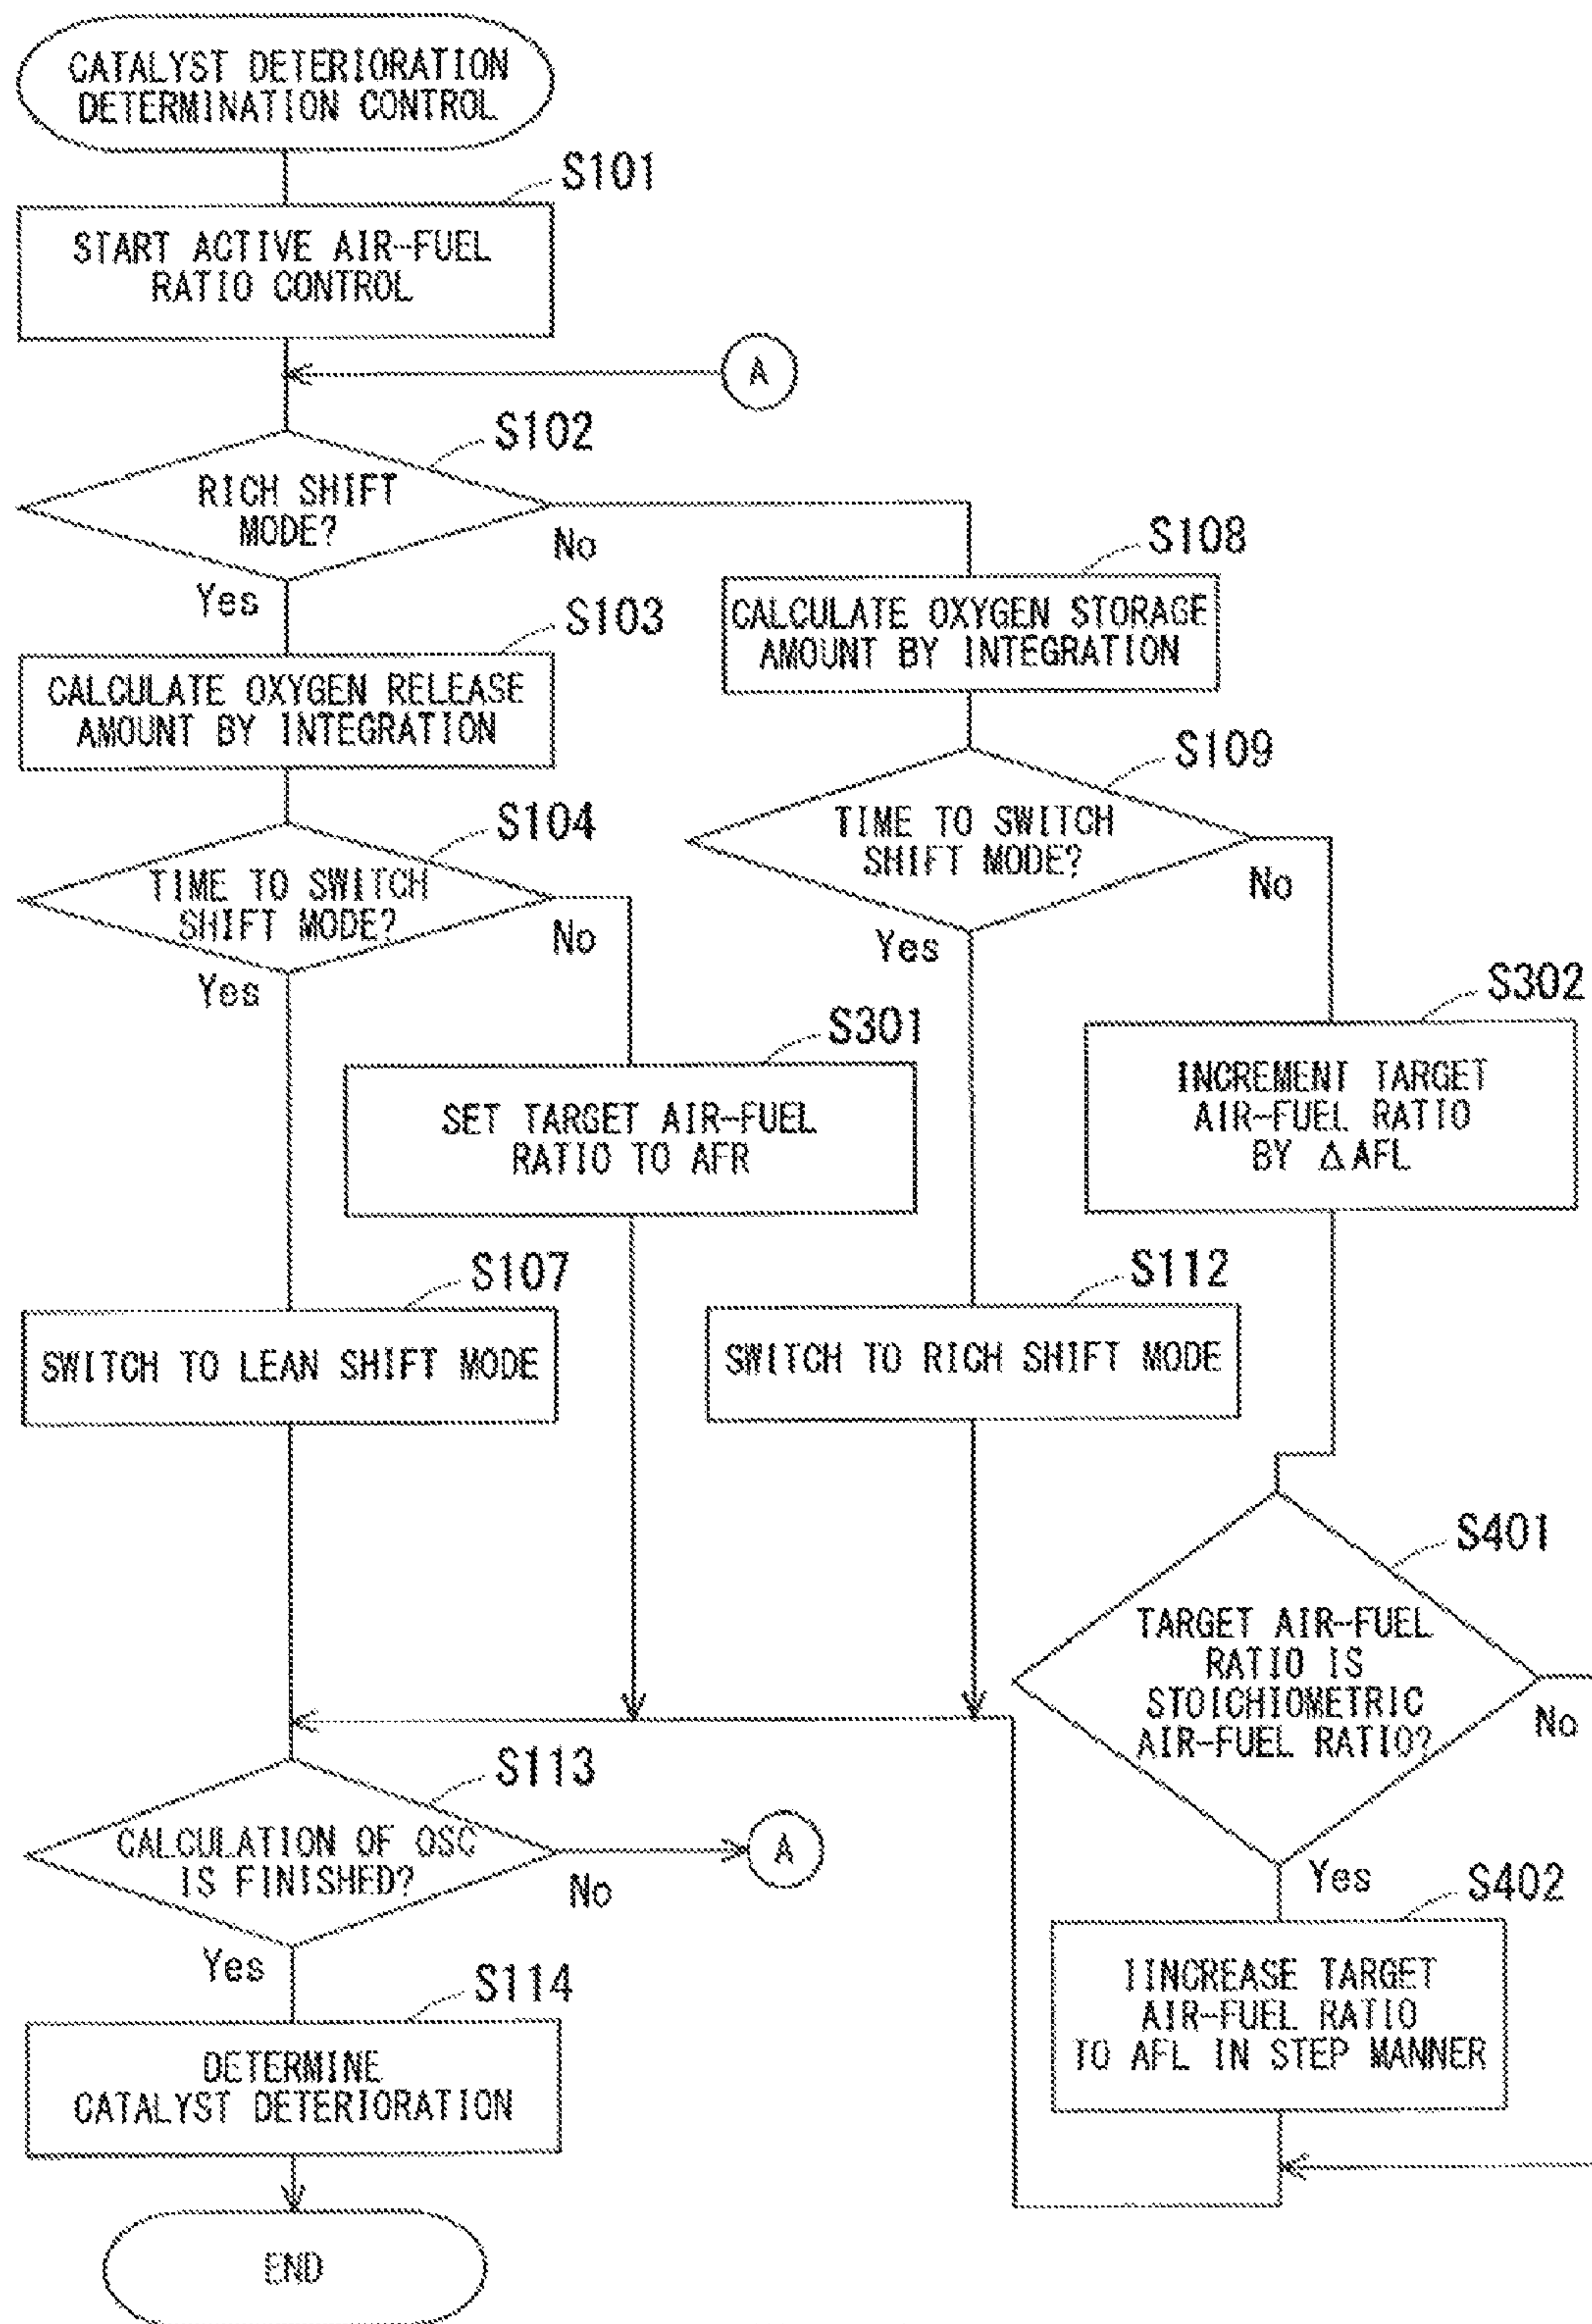 CATALYST DETERIORATION
DETERMINATION CONTROL
S101
START ACTIVE AIR-FUEL
RATIO CONTROL
A
S102
RICH SHIFT
MODE?
No
Yes
S103
CALCULATE OXYGEN RELEASE
AMOUNT BY INTEGRATION
S104
TIME TO SWITCH
SHIFT MODE?
No
Yes
S301
SET TARGET AIR-FUEL
RATIO TO AFR
S107
SWITCH TO LEAN SHIFT MODE
S108
CALCULATE OXYGEN STORAGE
AMOUNT BY INTEGRATION
S109
TIME TO SWITCH
SHIFT MODE?
No
Yes
S302
INCREMENT TARGET
AIR-FUEL RATIO
BY ΔAFL
S112
SWITCH TO RICH SHIFT MODE
S401
TARGET AIR-FUEL
RATIO IS
STOICHIOMETRIC
AIR-FUEL RATIO?
No
Yes
S402
IINCREASE TARGET
AIR-FUEL RATIO
TO AFL IN STEP MANNER
S113
CALCULATION OF OSC
IS FINISHED?
No
A
Yes
S114
DETERMINE
CATALYST DETERIORATION
END